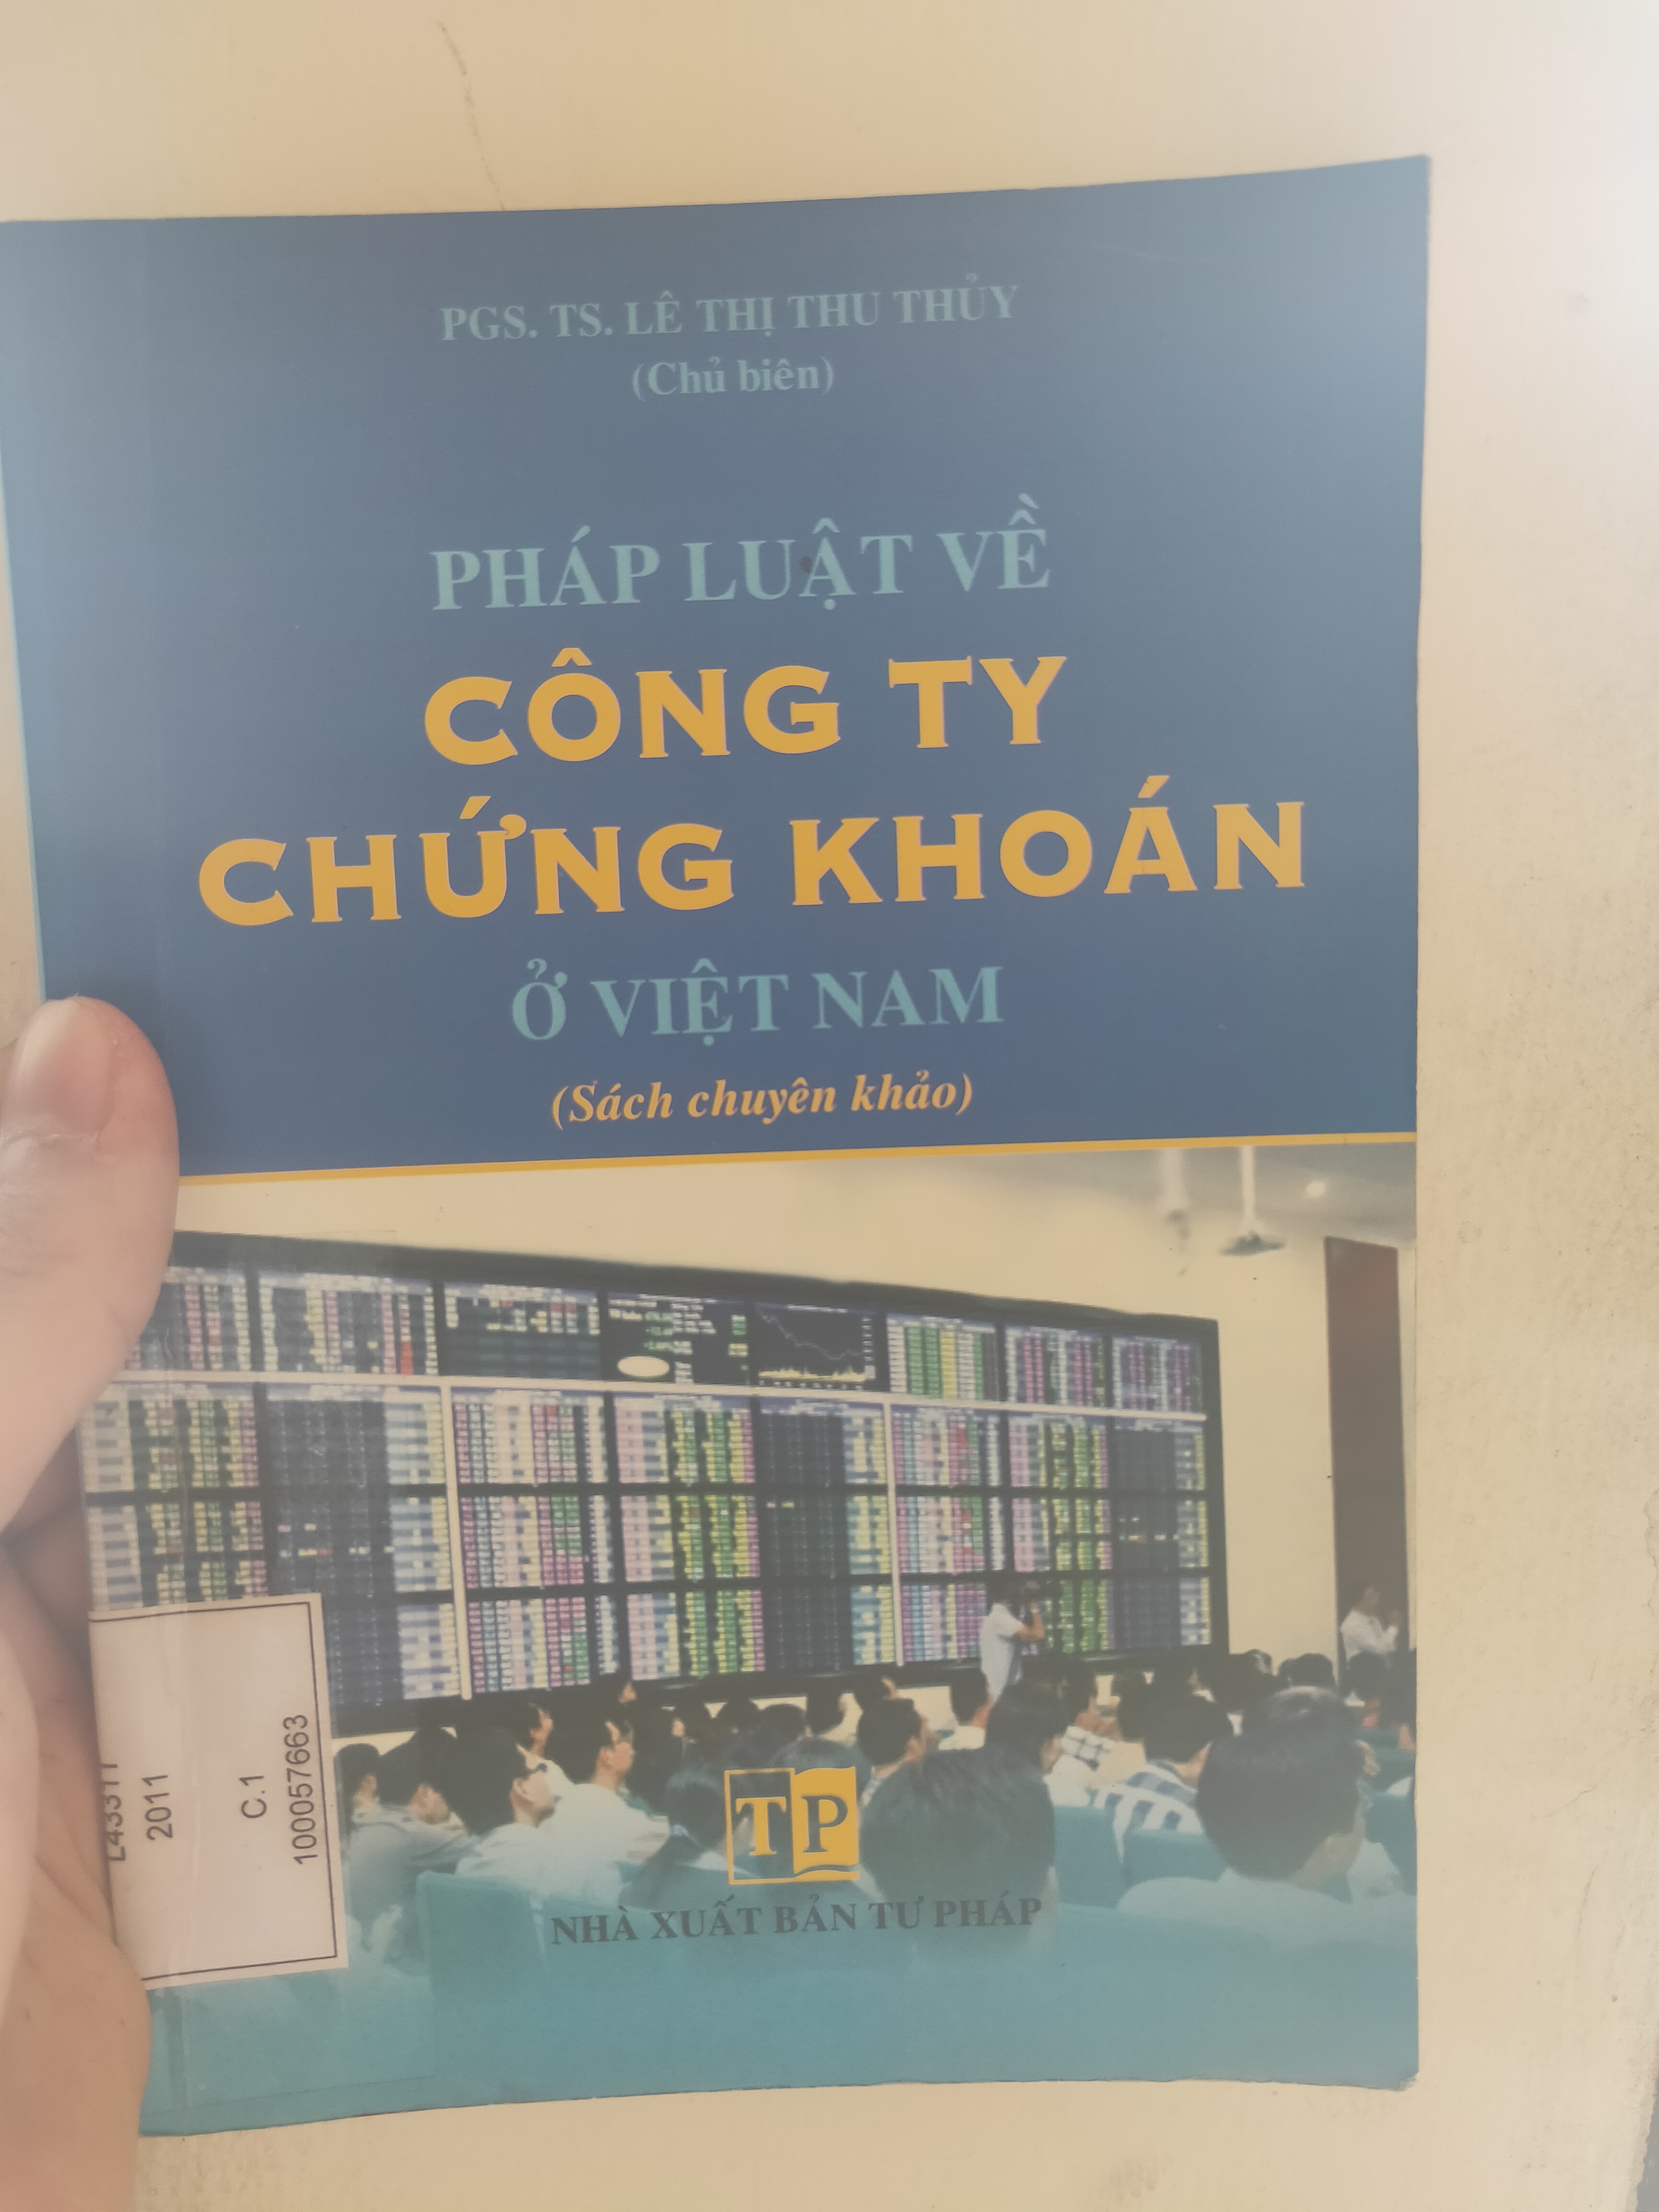 PGS. TS. LÊ THỊ THU THỦY
(Chủ biên)
PHÁP LUẬT VỀ
CÔNG TY
CHỨNG KHOÁN
Ở VIỆT NAM
(Sách chuyên khảo)
2011
C.1
100057663
TP
NHÀ XUẤT BẢN TƯ PHÁP